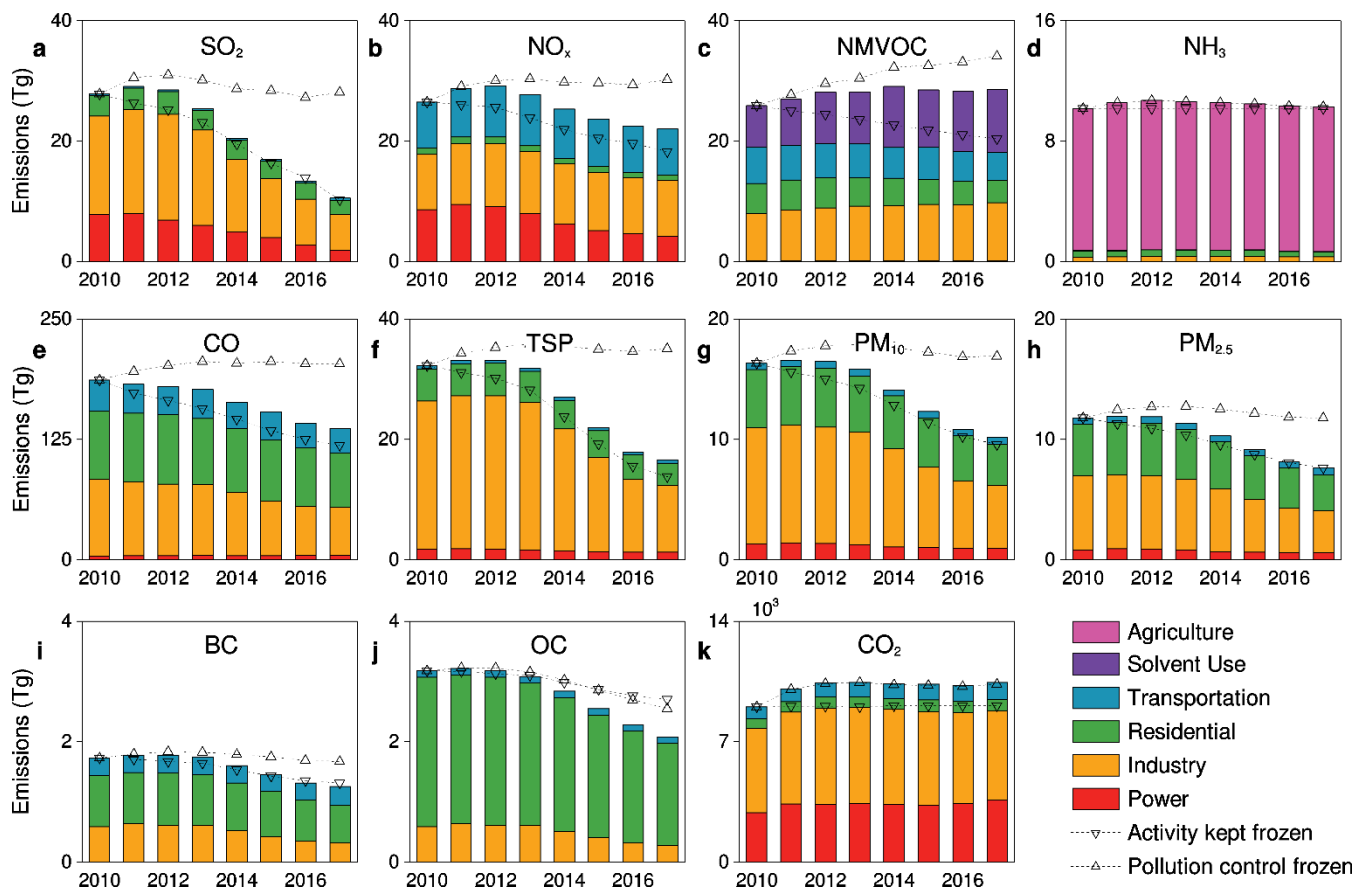 a SO₂
b NOₓ
c NMVOC
d NH₃
Emissions (Tg)
40
20
0
2010 2012 2014 2016
40
20
0
2010 2012 2014 2016
40
20
0
2010 2012 2014 2016
16
8
0
2010 2012 2014 2016
e CO
f TSP
g PM₁₀
h PM₂.₅
Emissions (Tg)
250
125
0
2010 2012 2014 2016
40
20
0
2010 2012 2014 2016
20
10
0
2010 2012 2014 2016
20
10
0
2010 2012 2014 2016
i BC
j OC
k CO₂
Emissions (Tg)
4
2
0
2010 2012 2014 2016
4
2
0
2010 2012 2014 2016
10³
14
7
0
2010 2012 2014 2016
Agriculture
Solvent Use
Transportation
Residential
Industry
Power
Activity kept frozen
Pollution control frozen